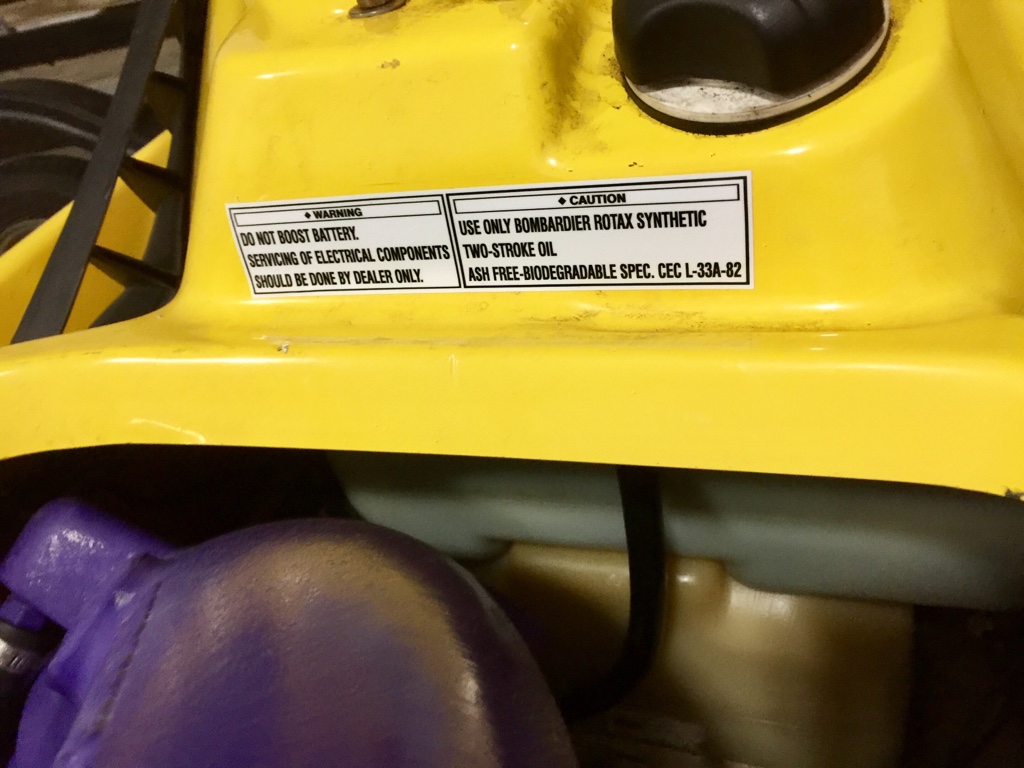 ◆ WARNING
DO NOT BOOST BATTERY.
SERVICING OF ELECTRICAL COMPONENTS
SHOULD BE DONE BY DEALER ONLY.
◆ CAUTION
USE ONLY BOMBARDIER ROTAX SYNTHETIC
TWO-STROKE OIL
ASH FREE-BIODEGRADABLE SPEC. CEC L-33A-82